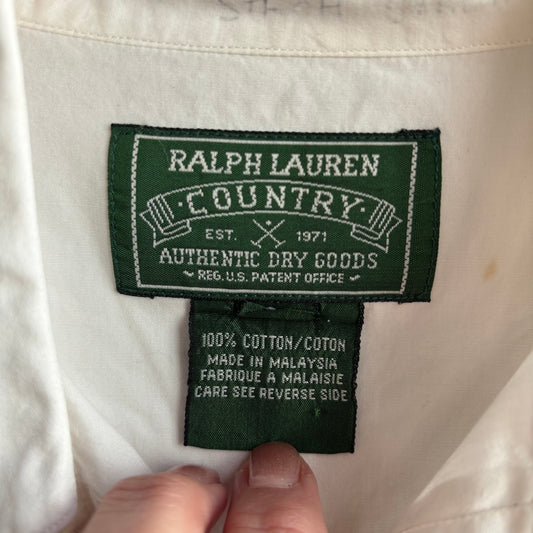 RALPH LAUREN
·COUNTRY·
EST. 1971
AUTHENTIC DRY GOODS
~ REG. U.S. PATENT OFFICE ~
100% COTTON/COTON
MADE IN MALAYSIA
FABRIQUE A MALAISIE
CARE SEE REVERSE SIDE